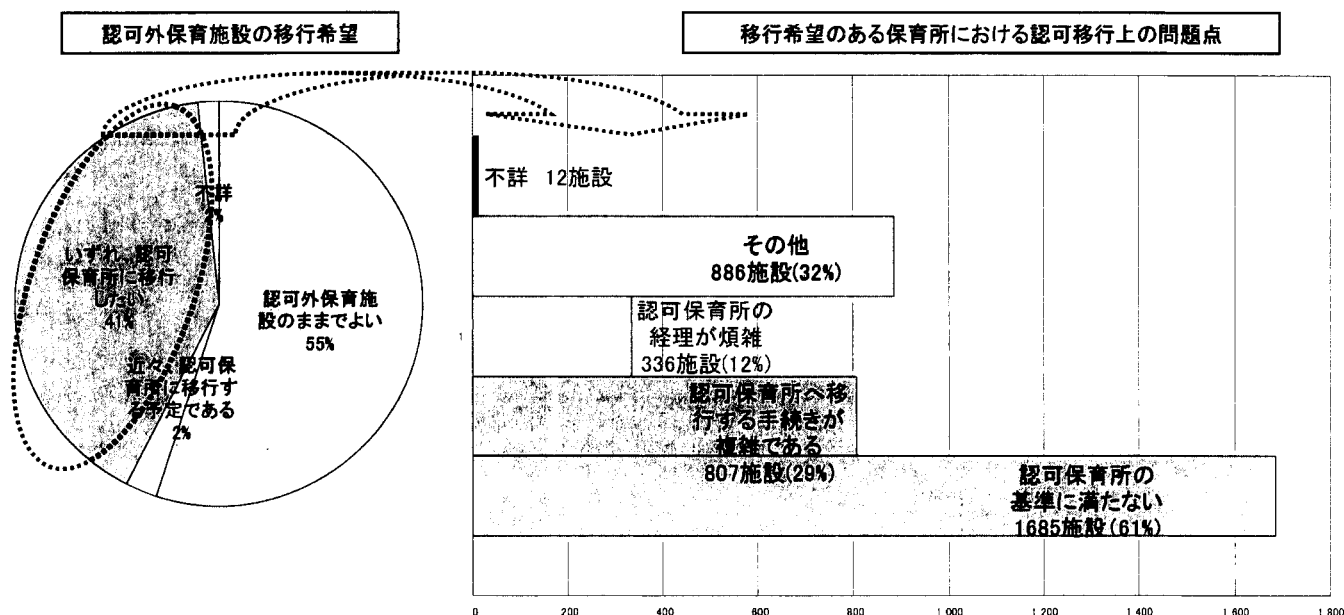 認可外保育施設の移行希望
移行希望のある保育所における認可移行上の問題点
不詳
いずれ、認可
保育所に移行
したい
41%
認可外保育施
設のままでよい
55%
近々、認可保
育所に移行す
る予定である
2%
不詳 12施設
その他
886施設(32%)
認可保育所の
経理が煩雑
336施設(12%)
認可保育所へ移
行する手続きが
複雑である
807施設(29%)
認可保育所の
基準に満たない
1685施設(61%)
1
0 200 400 600 800 1 000 1 200 1 400 1 600 1 800